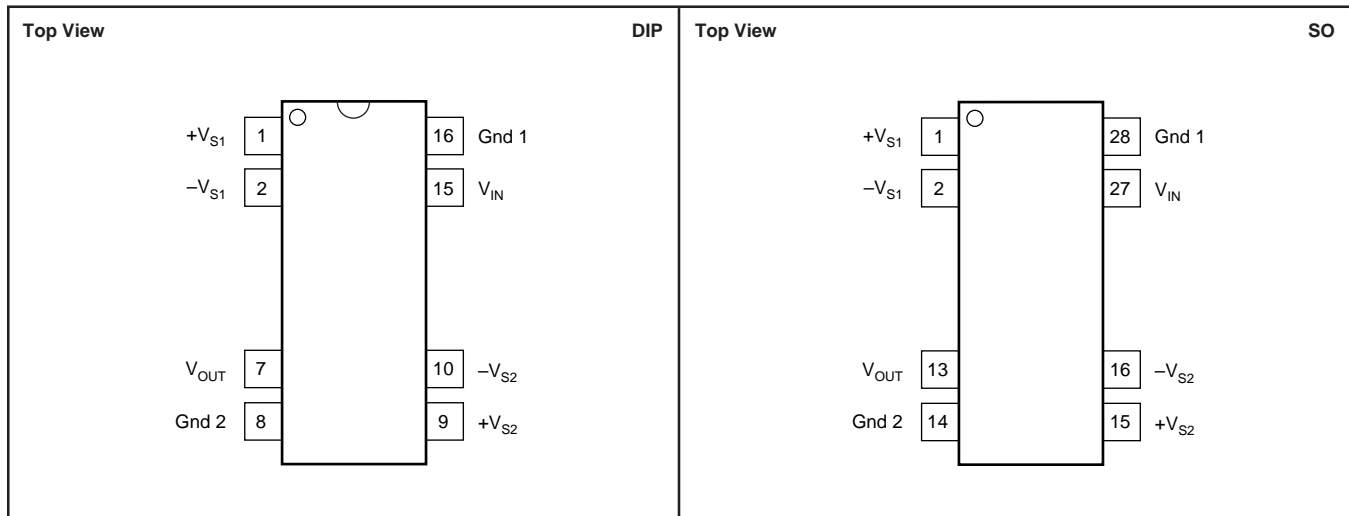 Top View DIP
+VS1 1 16 Gnd 1
–VS1 2 15 VIN
VOUT 7 10 –VS2
Gnd 2 8 9 +VS2
Top View SO
+VS1 1 28 Gnd 1
–VS1 2 27 VIN
VOUT 13 16 –VS2
Gnd 2 14 15 +VS2